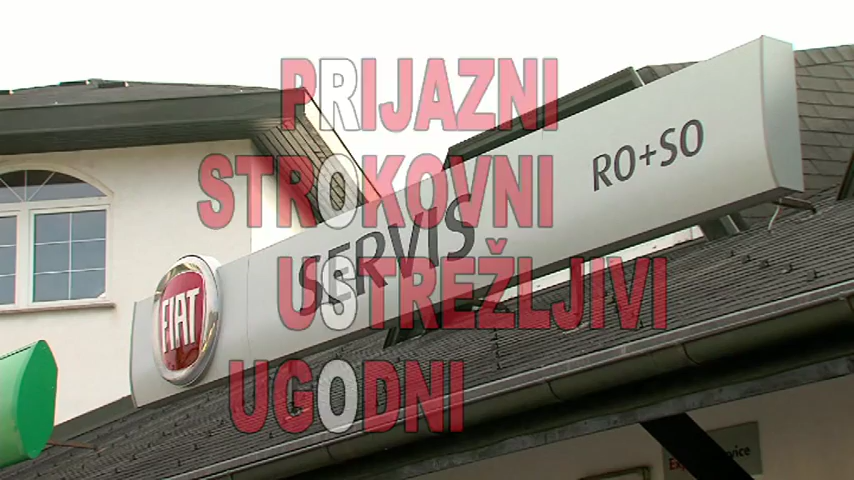 PRIJAZNI
STROKOVNI
USTREŽLJIVI
UGODNI
RO+SO
SERVIS
FIAT